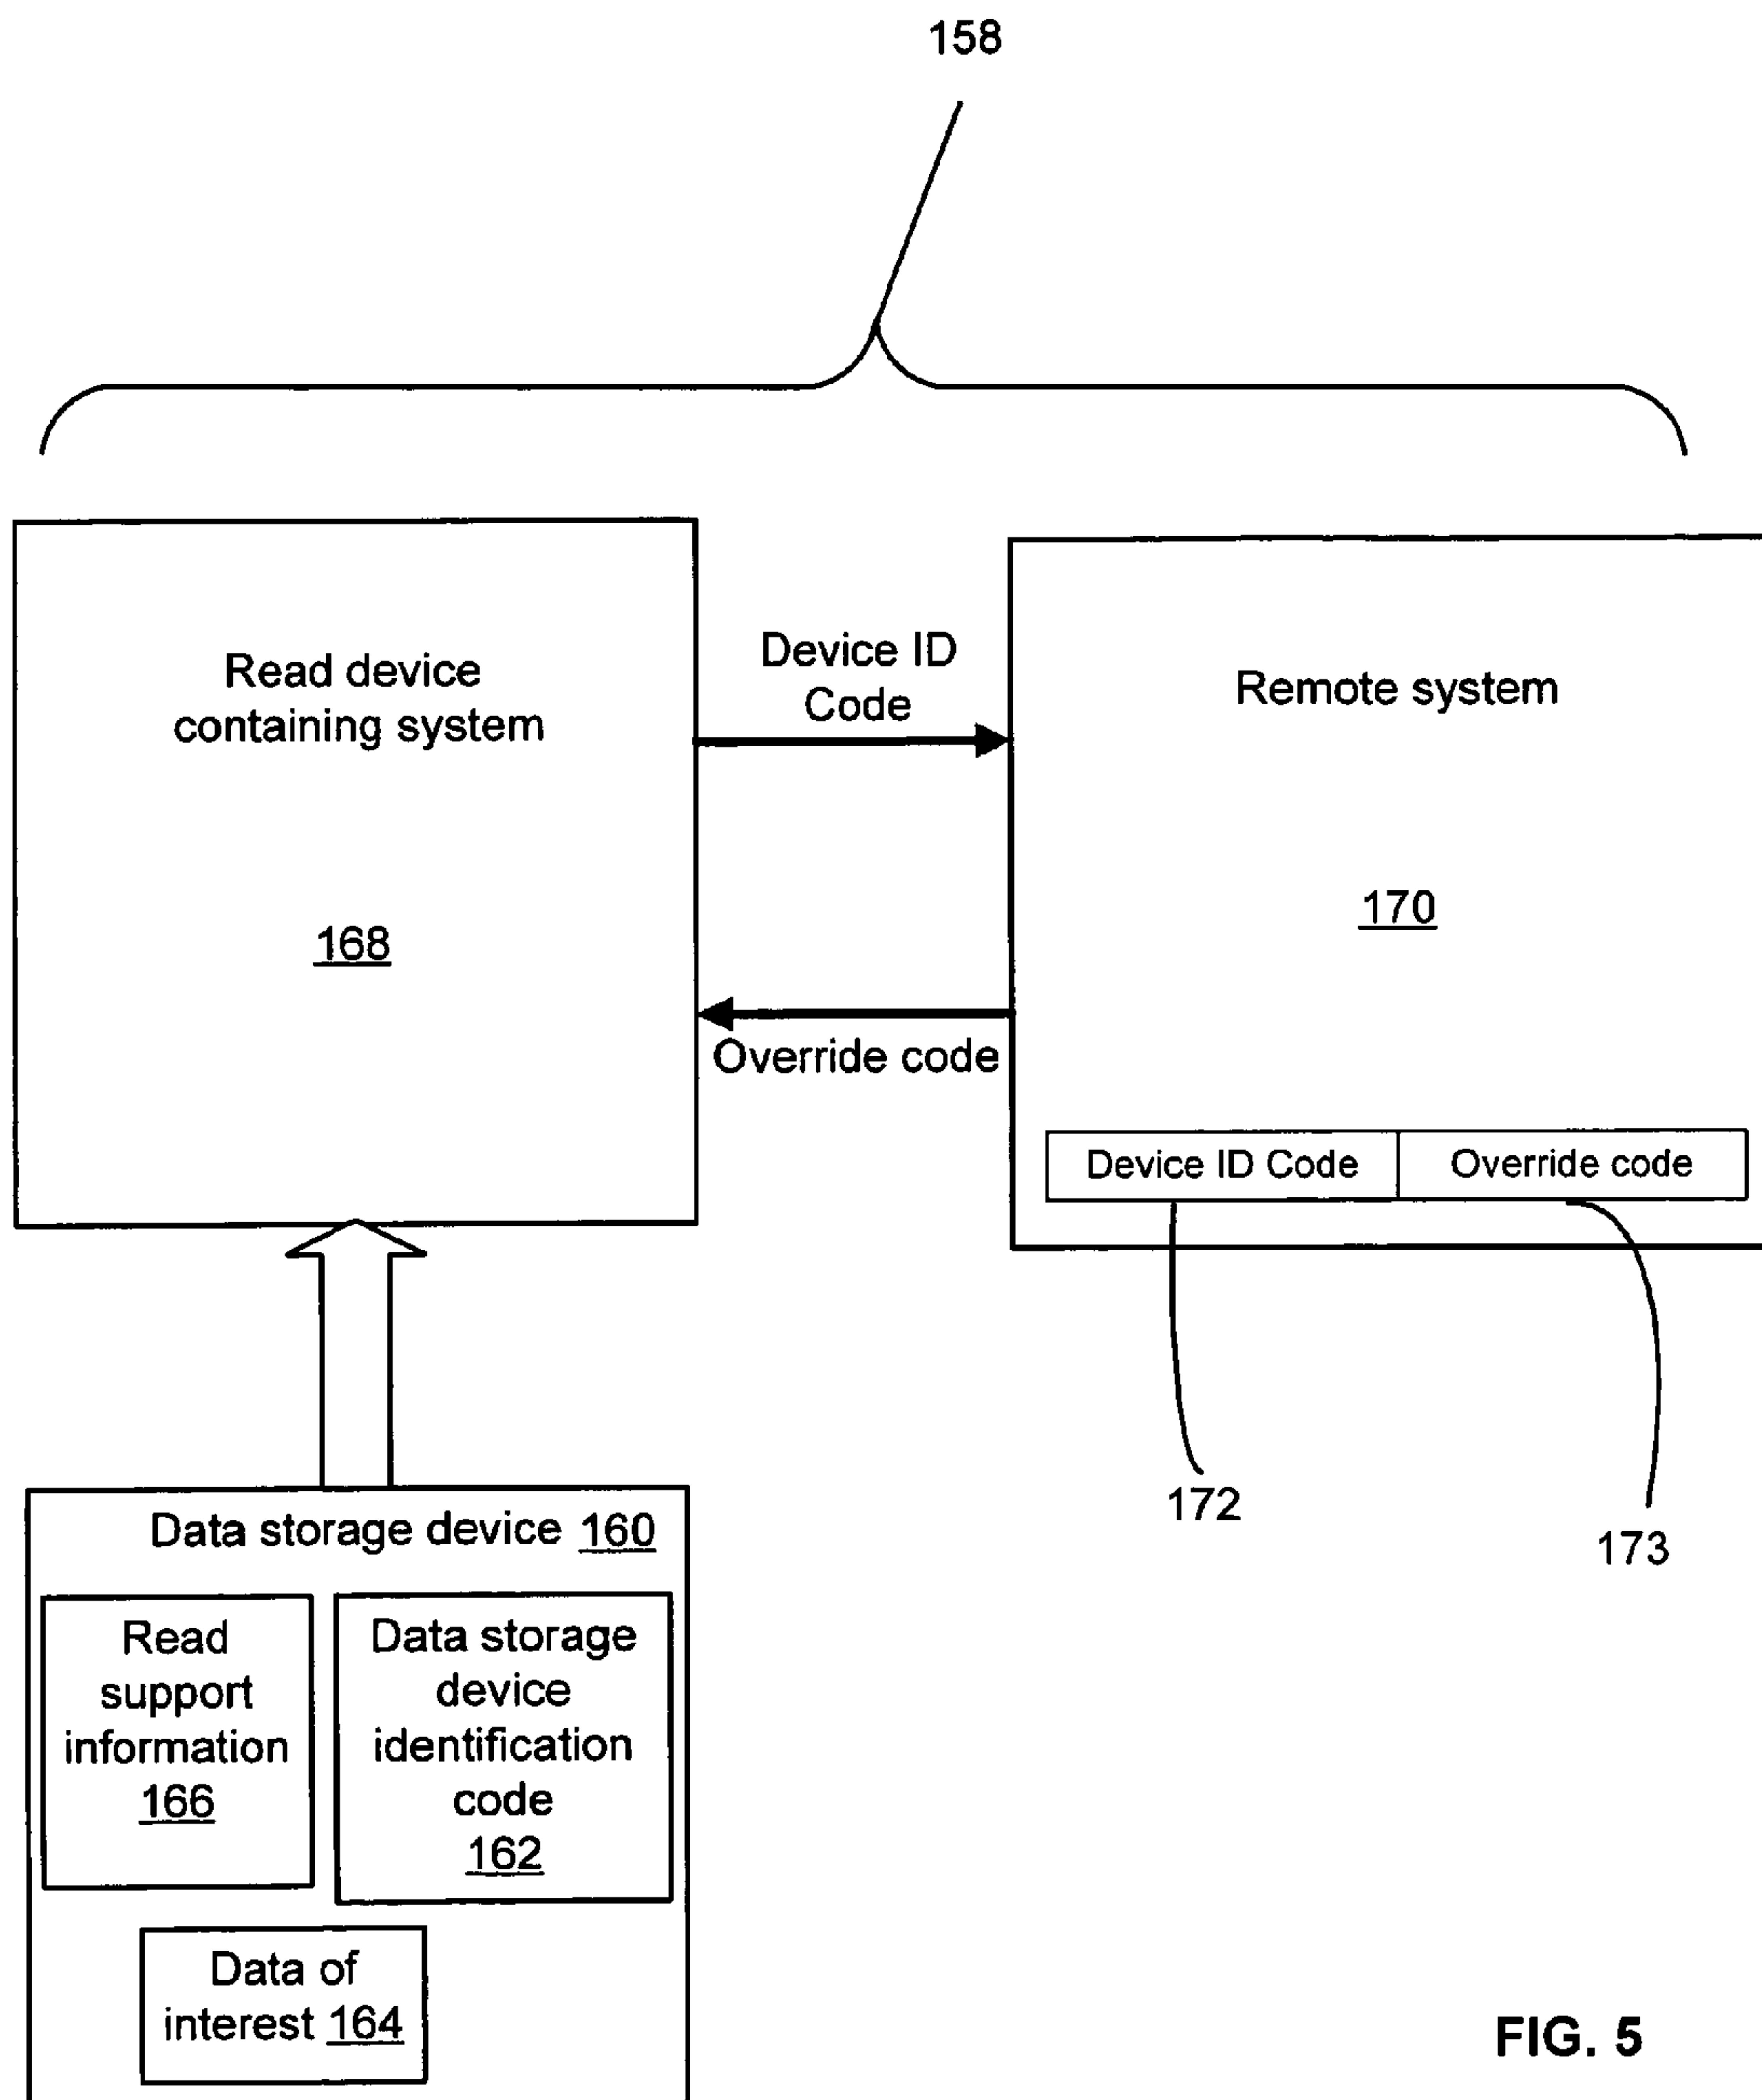 158
Read device
containing system
168
Device ID
Code
Override code
Remote system
170
Device ID Code
Override code
172
173
Data storage device 160
Read
support
information
166
Data storage
device
identification
code
162
Data of
interest 164
FIG. 5